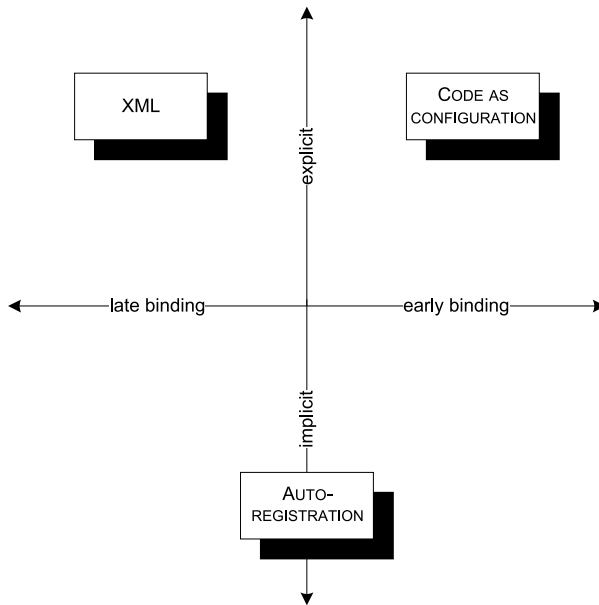 XML
CODE AS
CONFIGURATION
explicit
late binding
early binding
implicit
AUTO-
REGISTRATION